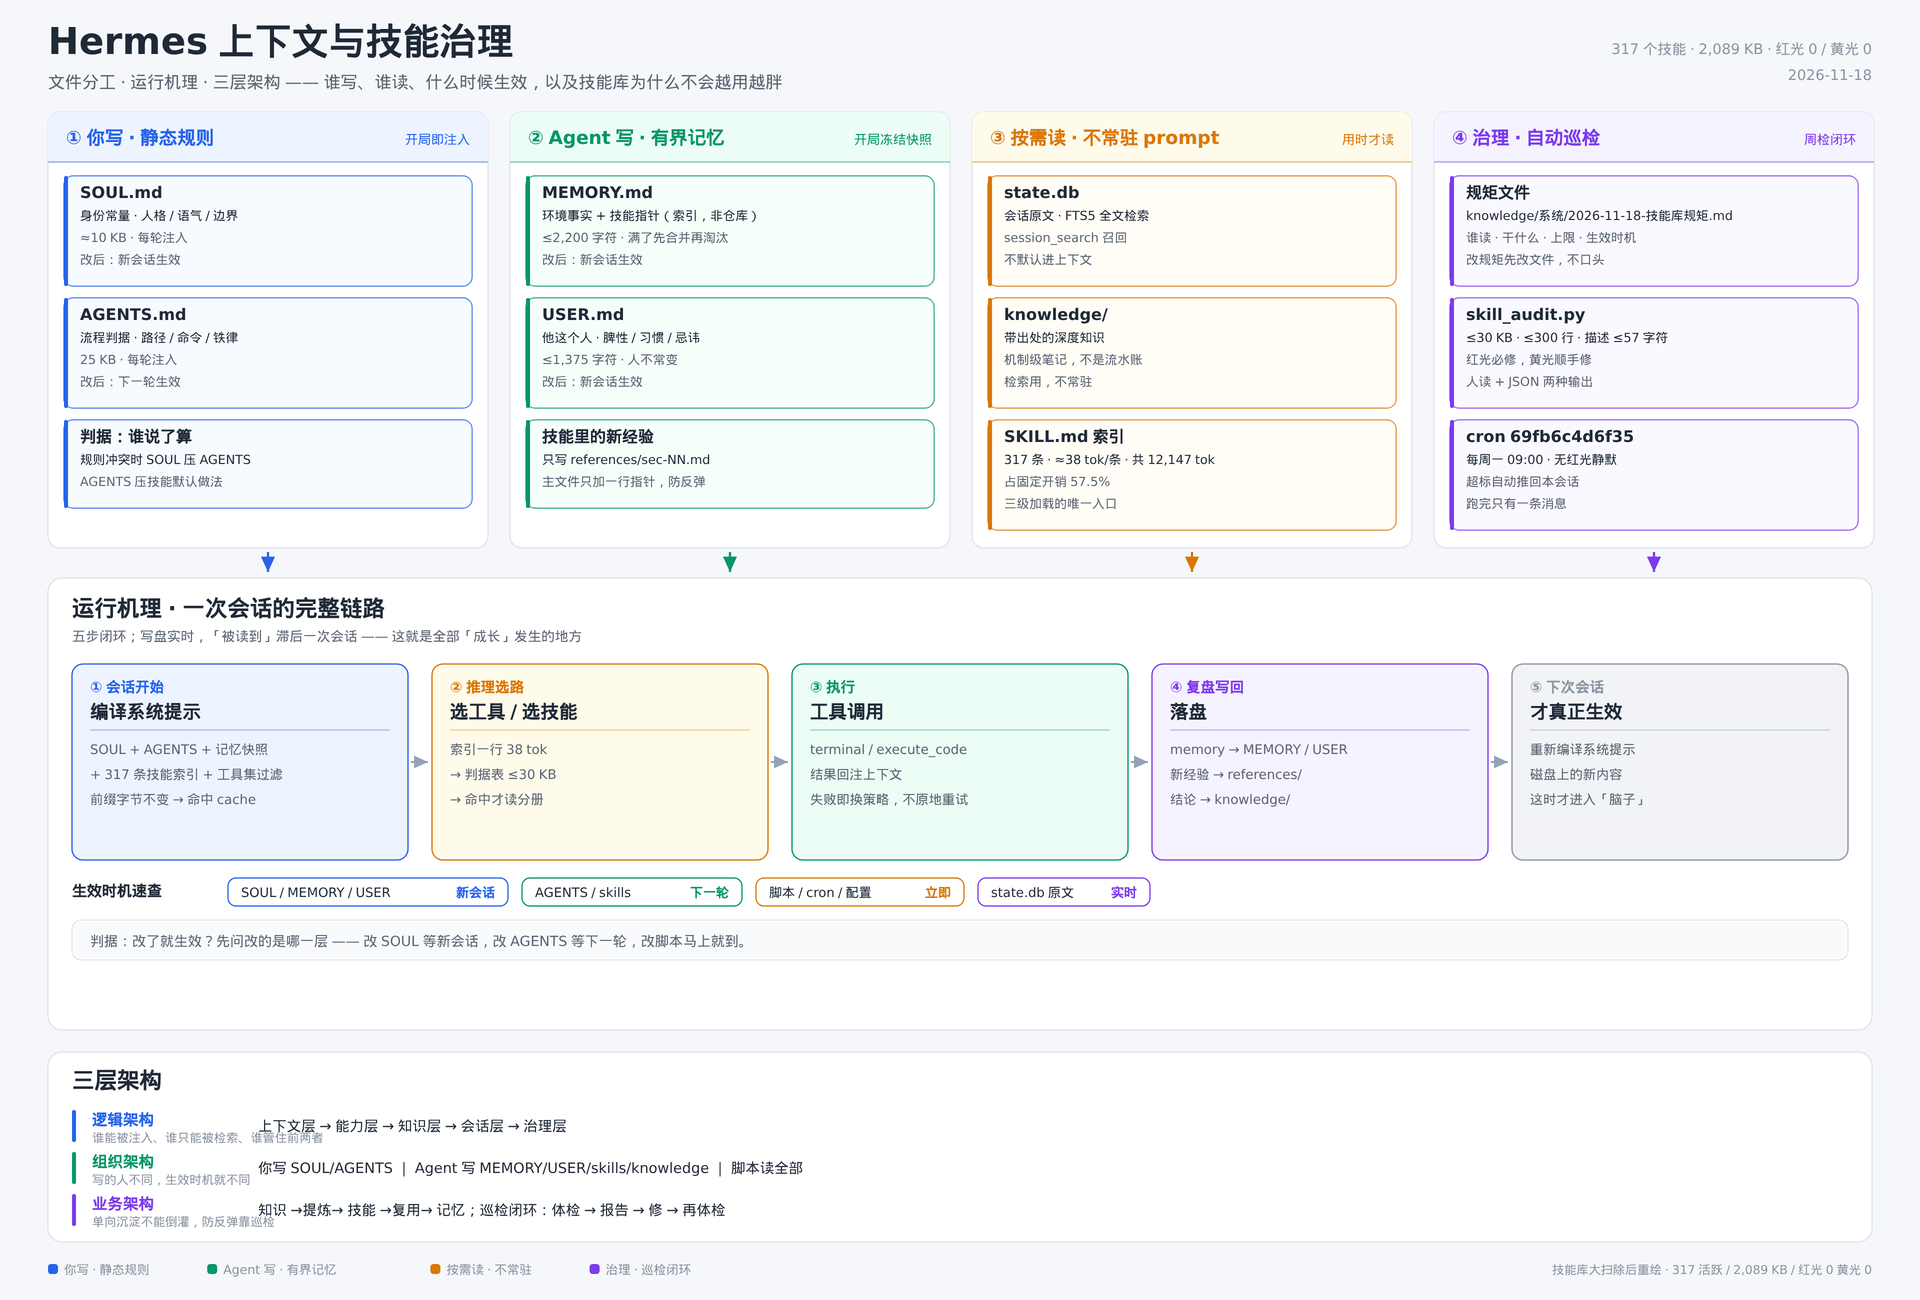 Hermes 上下文与技能治理
文件分工 · 运行机理 · 三层架构 —— 谁写、谁读、什么时候生效，以及技能库为什么不会越用越胖
317 个技能 · 2,089 KB · 红光 0 / 黄光 0
2026-11-18
① 你写 · 静态规则
开局即注入
SOUL.md
身份常量 · 人格 / 语气 / 边界
≈10 KB · 每轮注入
改后：新会话生效
AGENTS.md
流程判据 · 路径 / 命令 / 铁律
25 KB · 每轮注入
改后：下一轮生效
判据：谁说了算
规则冲突时 SOUL 压 AGENTS
AGENTS 压技能默认做法
② Agent 写 · 有界记忆
开局冻结快照
MEMORY.md
环境事实 + 技能指针（索引，非仓库）
≤2,200 字符 · 满了先合并再淘汰
改后：新会话生效
USER.md
他这个人 · 脾性 / 习惯 / 忌讳
≤1,375 字符 · 人不常变
改后：新会话生效
技能里的新经验
只写 references/sec-NN.md
主文件只加一行指针，防反弹
③ 按需读 · 不常驻 prompt
用时才读
state.db
会话原文 · FTS5 全文检索
session_search 召回
不默认进上下文
knowledge/
带出处的深度知识
机制级笔记，不是流水账
检索用，不常驻
SKILL.md 索引
317 条 · ≈38 tok/条 · 共 12,147 tok
占固定开销 57.5%
三级加载的唯一入口
④ 治理 · 自动巡检
周检闭环
规矩文件
knowledge/系统/2026-11-18-技能库规矩.md
谁读 · 干什么 · 上限 · 生效时机
改规矩先改文件，不口头
skill_audit.py
≤30 KB · ≤300 行 · 描述 ≤57 字符
红光必修，黄光顺手修
人读 + JSON 两种输出
cron 69fb6c4d6f35
每周一 09:00 · 无红光静默
超标自动推回本会话
跑完只有一条消息
运行机理 · 一次会话的完整链路
五步闭环；写盘实时，「被读到」滞后一次会话 —— 这就是全部「成长」发生的地方
① 会话开始
编译系统提示
SOUL + AGENTS + 记忆快照
+ 317 条技能索引 + 工具集过滤
前缀字节不变 → 命中 cache
② 推理选路
选工具 / 选技能
索引一行 38 tok
→ 判据表 ≤30 KB
→ 命中才读分册
③ 执行
工具调用
terminal / execute_code
结果回注上下文
失败即换策略，不原地重试
④ 复盘写回
落盘
memory → MEMORY / USER
新经验 → references/
结论 → knowledge/
⑤ 下次会话
才真正生效
重新编译系统提示
磁盘上的新内容
这时才进入「脑子」
生效时机速查
SOUL / MEMORY / USER 新会话
AGENTS / skills 下一轮
脚本 / cron / 配置 立即
state.db 原文 实时
判据：改了就生效？先问改的是哪一层 —— 改 SOUL 等新会话，改 AGENTS 等下一轮，改脚本马上就到。
三层架构
逻辑架构
上下文层 → 能力层 → 知识层 → 会话层 → 治理层
谁能被注入、谁只能被检索、谁管住前两者
组织架构
你写 SOUL/AGENTS ｜ Agent 写 MEMORY/USER/skills/knowledge ｜ 脚本读全部
写的人不同，生效时机就不同
业务架构
知识 →提炼→ 技能 →复用→ 记忆；巡检闭环：体检 → 报告 → 修 → 再体检
单向沉淀不能倒灌，防反弹靠巡检
你写 · 静态规则
Agent 写 · 有界记忆
按需读 · 不常驻
治理 · 巡检闭环
技能库大扫除后重绘 · 317 活跃 / 2,089 KB / 红光 0 黄光 0